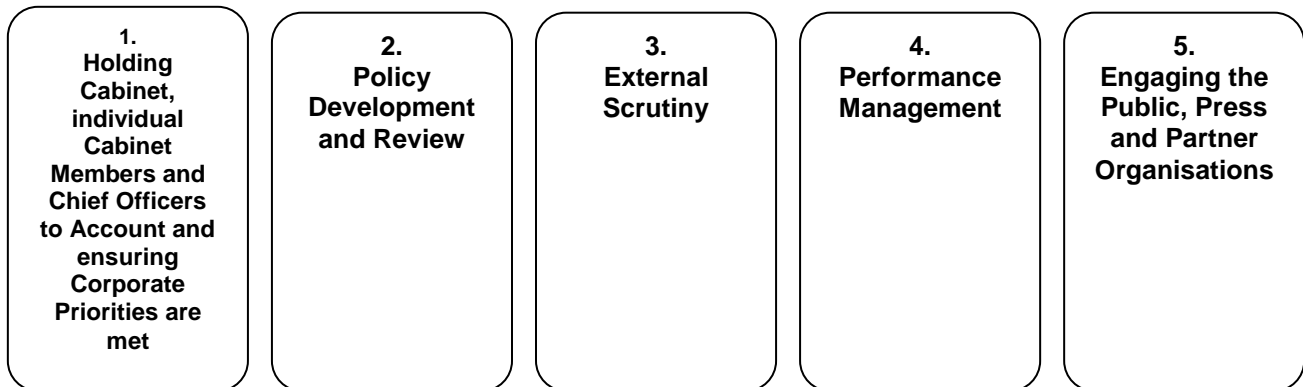 1.
Holding
Cabinet,
individual
Cabinet
Members and
Chief Officers
to Account and
ensuring
Corporate
Priorities are
met
2.
Policy
Development
and Review
3.
External
Scrutiny
4.
Performance
Management
5.
Engaging the
Public, Press
and Partner
Organisations